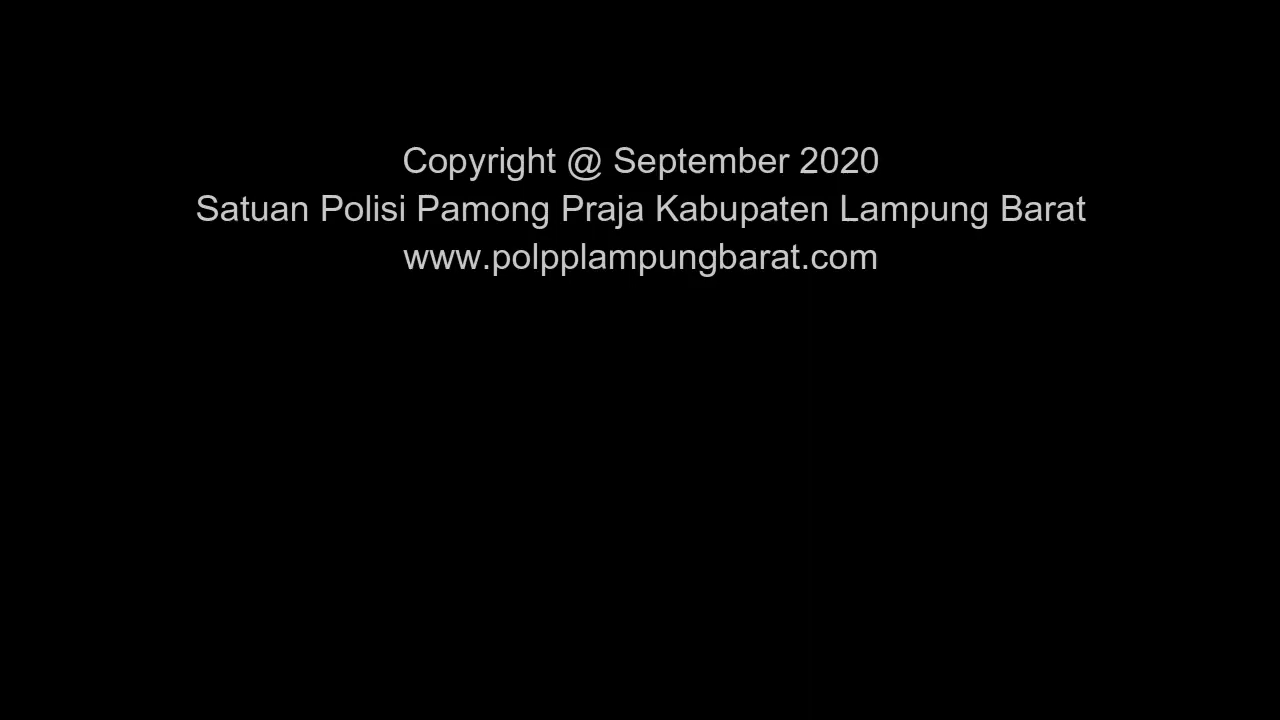 Copyright @ September 2020
Satuan Polisi Pamong Praja Kabupaten Lampung Barat
www.polpplampungbarat.com